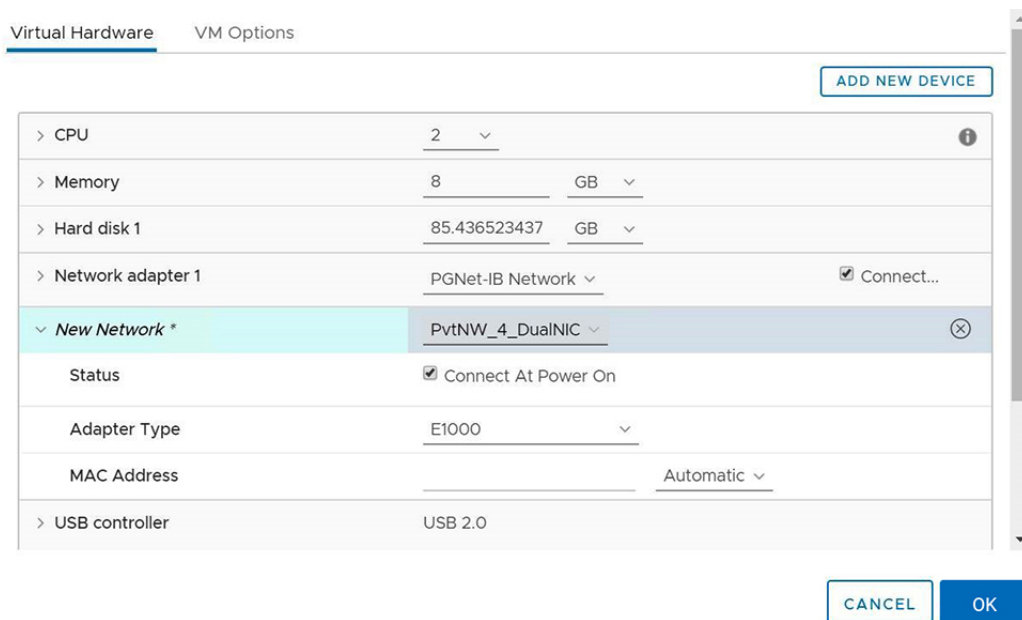 Virtual Hardware VM Options
ADD NEW DEVICE
CPU 2
Memory 8 GB
Hard disk 1 85.436523437 GB
Network adapter 1 PGNet-IB Network Connect...
New Network * PvtNW_4_DualNIC
Status Connect At Power On
Adapter Type E1000
MAC Address Automatic
USB controller USB 2.0
CANCEL OK